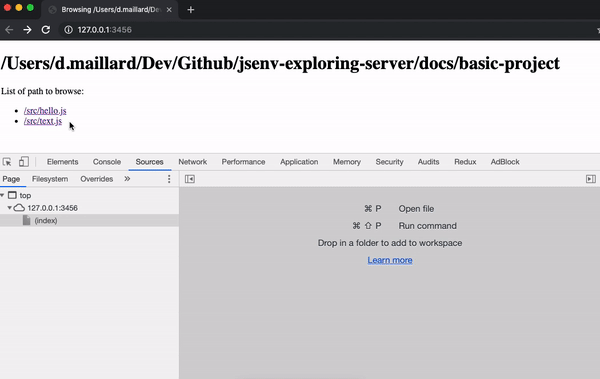 Browsing /Users/d.maillard/De
127.0.0.1:3456
/Users/d.maillard/Dev/Github/jsenv-exploring-server/docs/basic-project
List of path to browse:
/src/hello.js
/src/text.js
Elements Console Sources Network Performance Application Memory Security Audits Redux AdBlock
Page Filesystem Overrides »
top
127.0.0.1:3456
(index)
⌘ P Open file
⌘ ⇧ P Run command
Drop in a folder to add to workspace
Learn more